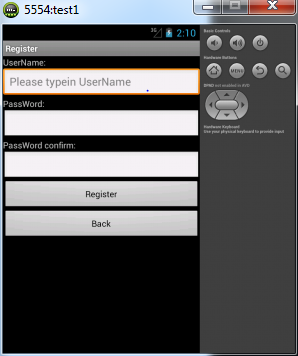 5554:test1
3G 2:10
Register
UserName:
Please typein UserName
PassWord:
PassWord confirm:
Register
Back
Basic Controls
Hardware Buttons
MENU
DPAD not enabled in AVD
Hardware Keyboard
Use your physical keyboard to provide input